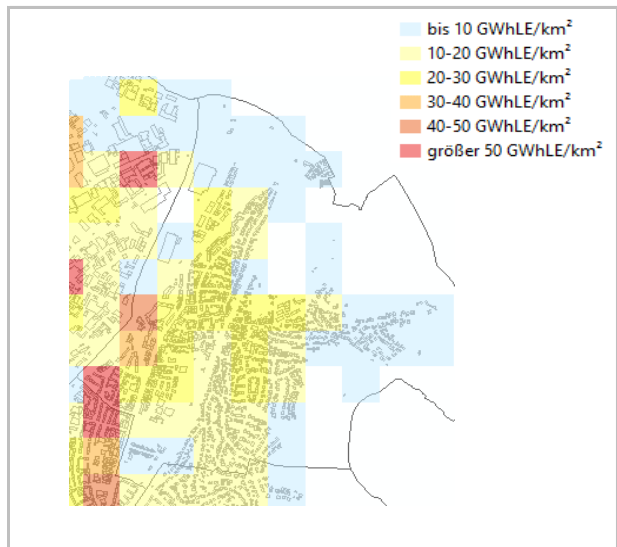 bis 10 GWhLE/km²
10-20 GWhLE/km²
20-30 GWhLE/km²
30-40 GWhLE/km²
40-50 GWhLE/km²
größer 50 GWhLE/km²